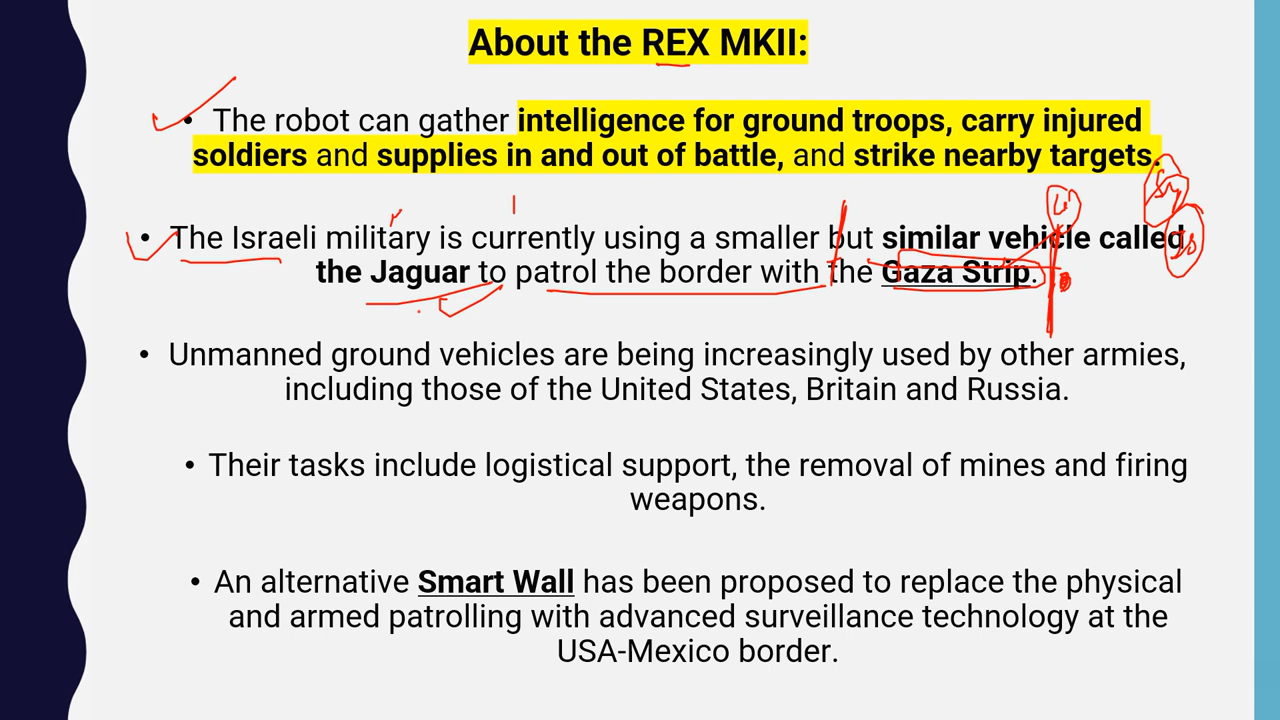 About the REX MKII:
• The robot can gather intelligence for ground troops, carry injured
soldiers and supplies in and out of battle, and strike nearby targets.
• The Israeli military is currently using a smaller but similar vehicle called
the Jaguar to patrol the border with the Gaza Strip.
• Unmanned ground vehicles are being increasingly used by other armies,
including those of the United States, Britain and Russia.
• Their tasks include logistical support, the removal of mines and firing
weapons.
• An alternative Smart Wall has been proposed to replace the physical
and armed patrolling with advanced surveillance technology at the
USA-Mexico border.